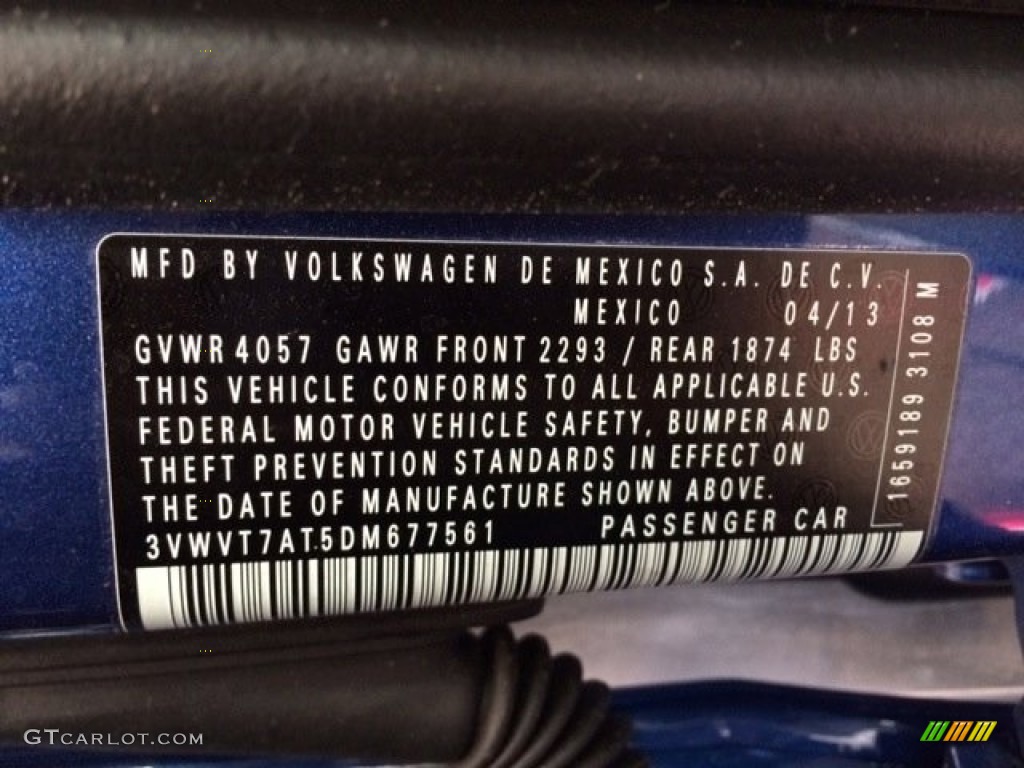 MFD BY VOLKSWAGEN DE MEXICO S.A. DE C.V.
MEXICO 04/13
GVWR 4057 GAWR FRONT 2293 / REAR 1874 LBS
THIS VEHICLE CONFORMS TO ALL APPLICABLE U.S.
FEDERAL MOTOR VEHICLE SAFETY, BUMPER AND
THEFT PREVENTION STANDARDS IN EFFECT ON
THE DATE OF MANUFACTURE SHOWN ABOVE.
3VWVT7AT5DM677561 PASSENGER CAR
16591189 3108 M
GTCARLOT.COM